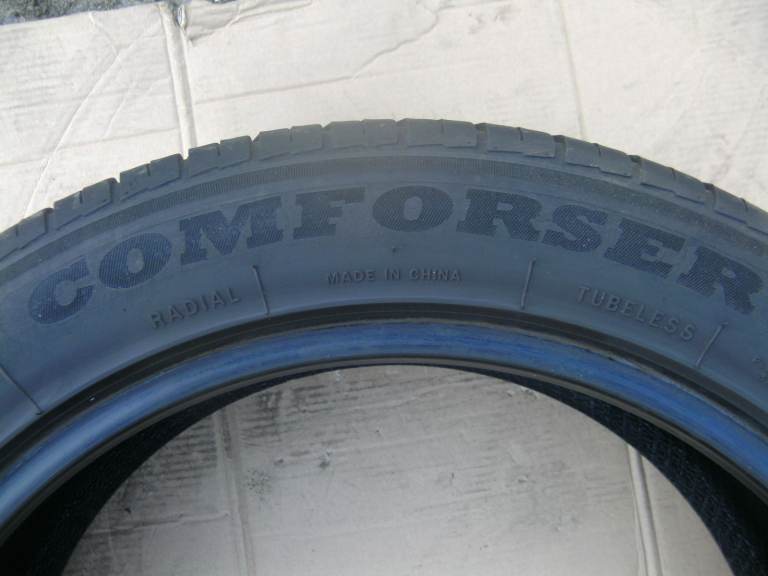 COMFORSER
RADIAL
MADE IN CHINA
TUBELESS